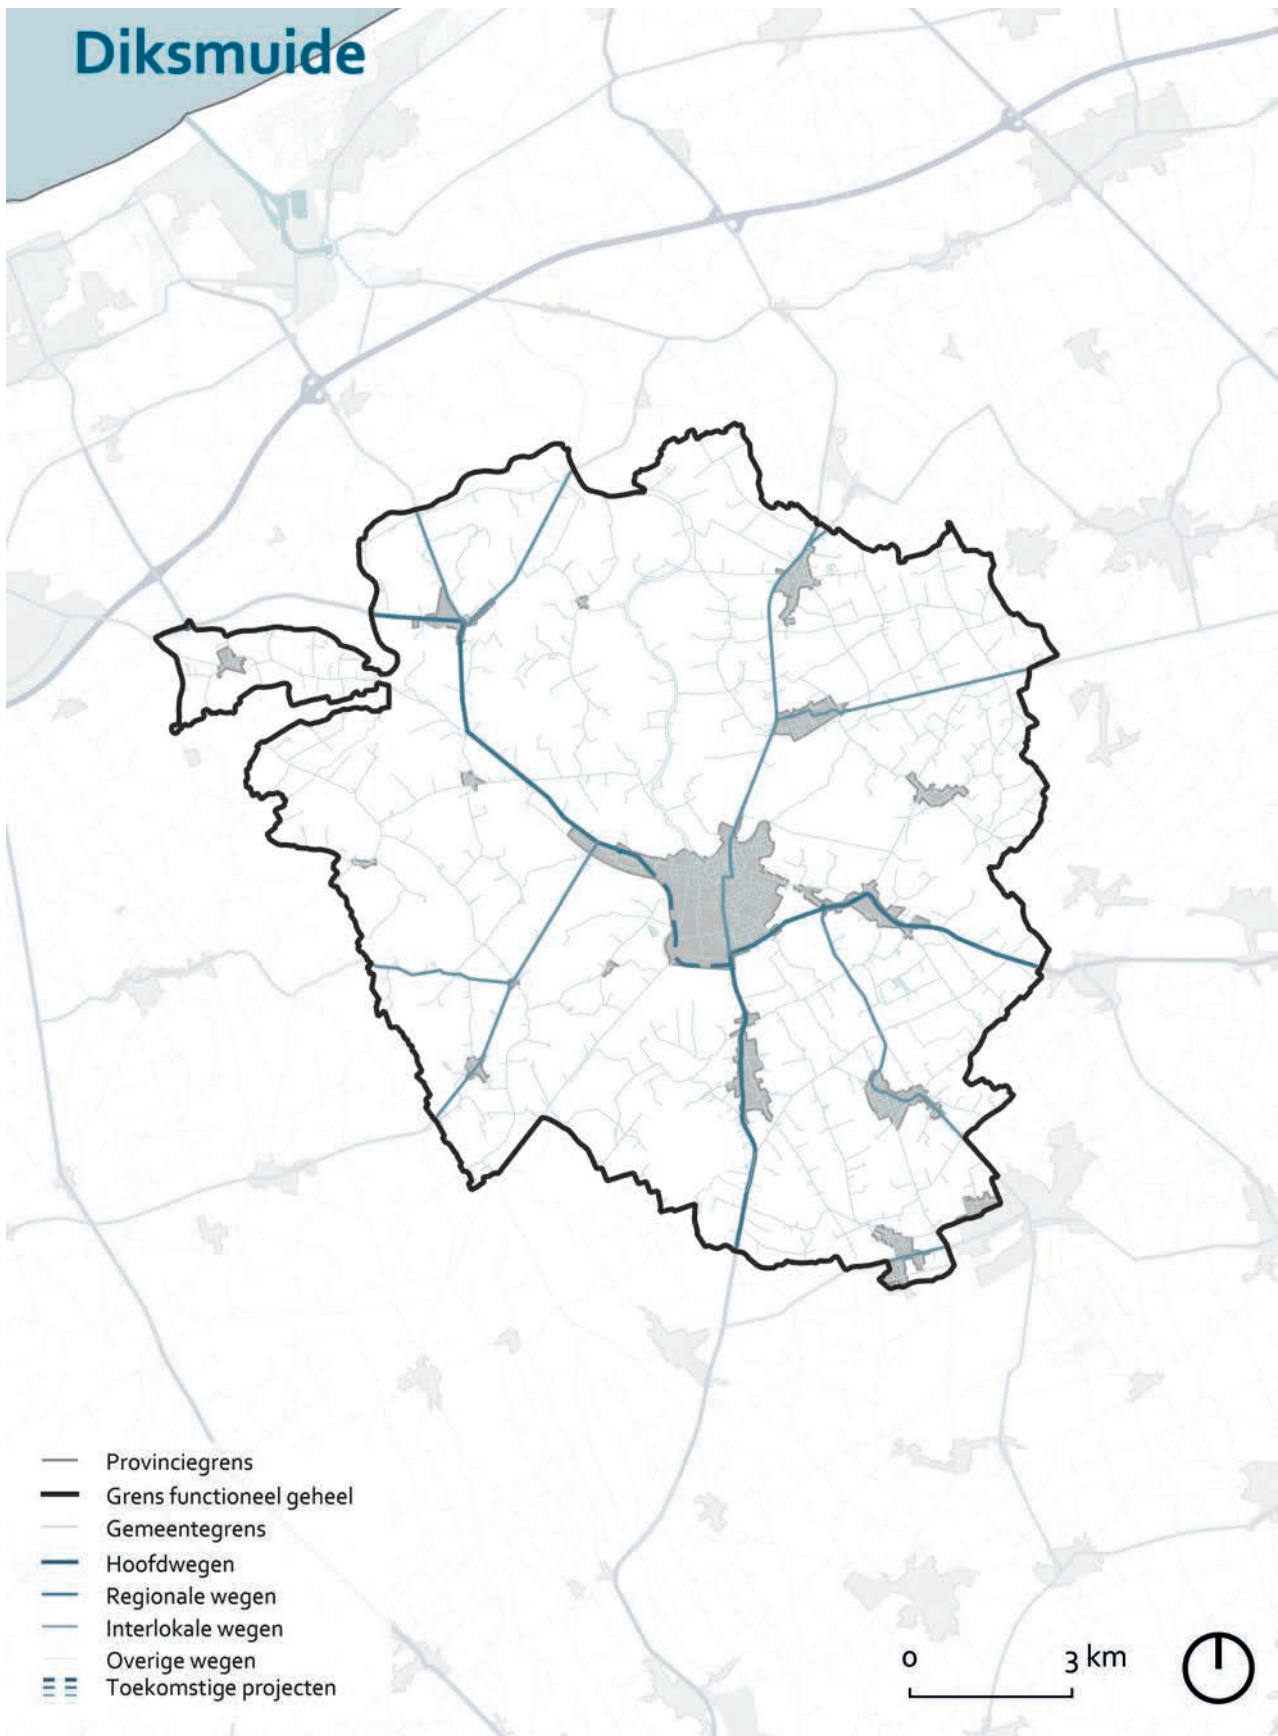 Diksmuide
Provinciegrens
Grens functioneel geheel
Gemeentegrens
Hoofdwegen
Regionale wegen
Interlokale wegen
Overige wegen
Toekomstige projecten
0 3 km